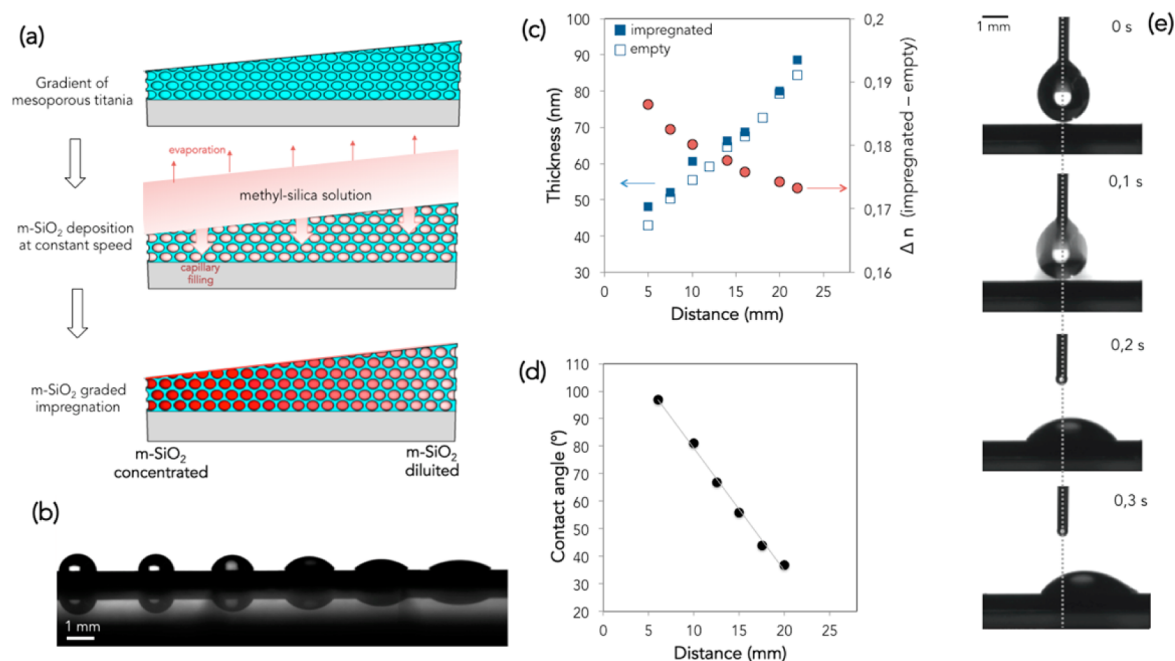 (a)
Gradient of
mesoporous titania
evaporation
methyl-silica solution
m-SiO2 deposition
at constant speed
capillary
filling
m-SiO2 graded
impregnation
m-SiO2
concentrated
m-SiO2
diluted
(b)
1 mm
(c)
impregnated
empty
Thickness (nm)
100
90
80
70
60
50
40
30
0
5
10
15
20
25
Distance (mm)
0,2
0,19
0,18
0,17
0,16
Δ n (impregnated – empty)
(d)
Contact angle (º)
110
100
90
80
70
60
50
40
30
20
0
5
10
15
20
25
Distance (mm)
(e)
1 mm
0 s
0,1 s
0,2 s
0,3 s